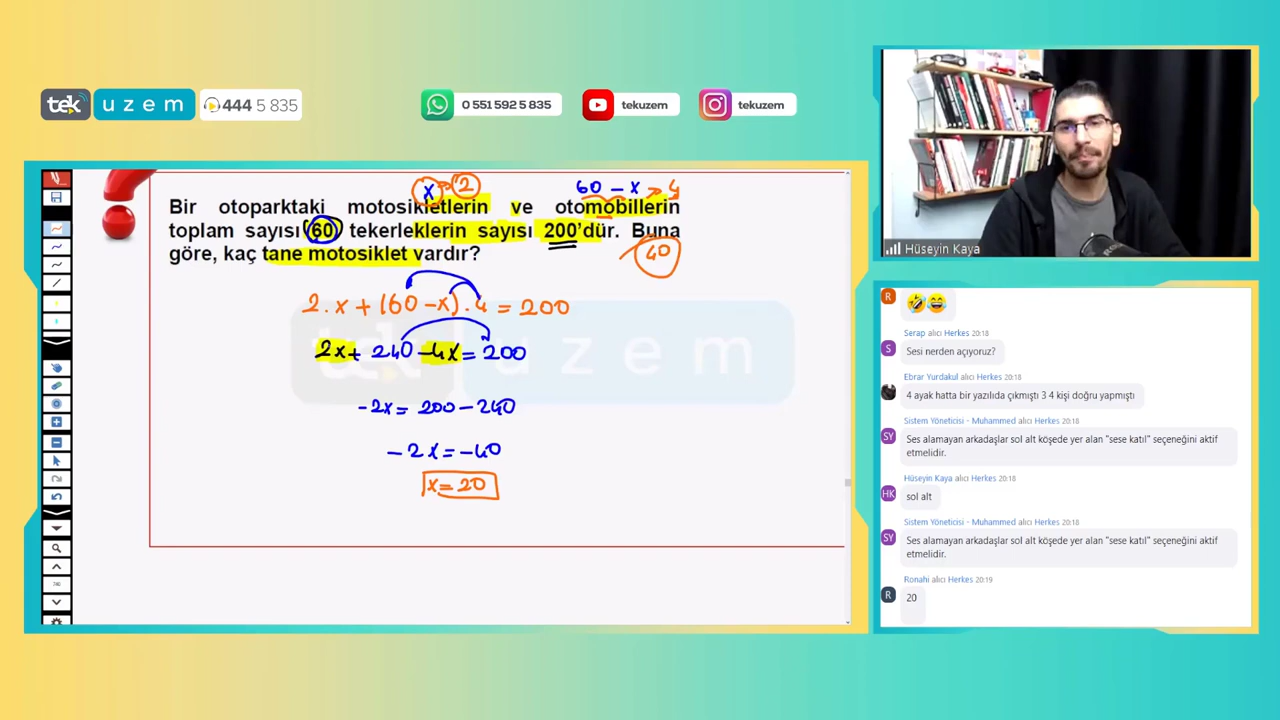 tek uzem 444 5 835
0 551 592 5 835
tekuzem
tekuzem
x 2
60 - x 4
Bir otoparktaki motosikletlerin ve otomobillerin
toplam sayısı 60 tekerleklerin sayısı 200'dür. Buna
göre, kaç tane motosiklet vardır?
40
2.x + (60 - x).4 = 200
2x + 240 - 4x = 200
-2x = 200 - 240
-2x = -40
x = 20
tek uzem
Hüseyin Kaya
R
Serap alıcı Herkes 20:18
S
Sesi nerden açıyoruz?
Ebrar Yurdakul alıcı Herkes 20:18
4 ayak hatta bir yazılıda çıkmıştı 3 4 kişi doğru yapmıştı
Sistem Yöneticisi - Muhammed alıcı Herkes 20:18
SY
Ses alamayan arkadaşlar sol alt köşede yer alan "sese katıl" seçeneğini aktif
etmelidir.
Hüseyin Kaya alıcı Herkes 20:18
HK
sol alt
Sistem Yöneticisi - Muhammed alıcı Herkes 20:18
SY
Ses alamayan arkadaşlar sol alt köşede yer alan "sese katıl" seçeneğini aktif
etmelidir.
Ronahi alıcı Herkes 20:19
R
20